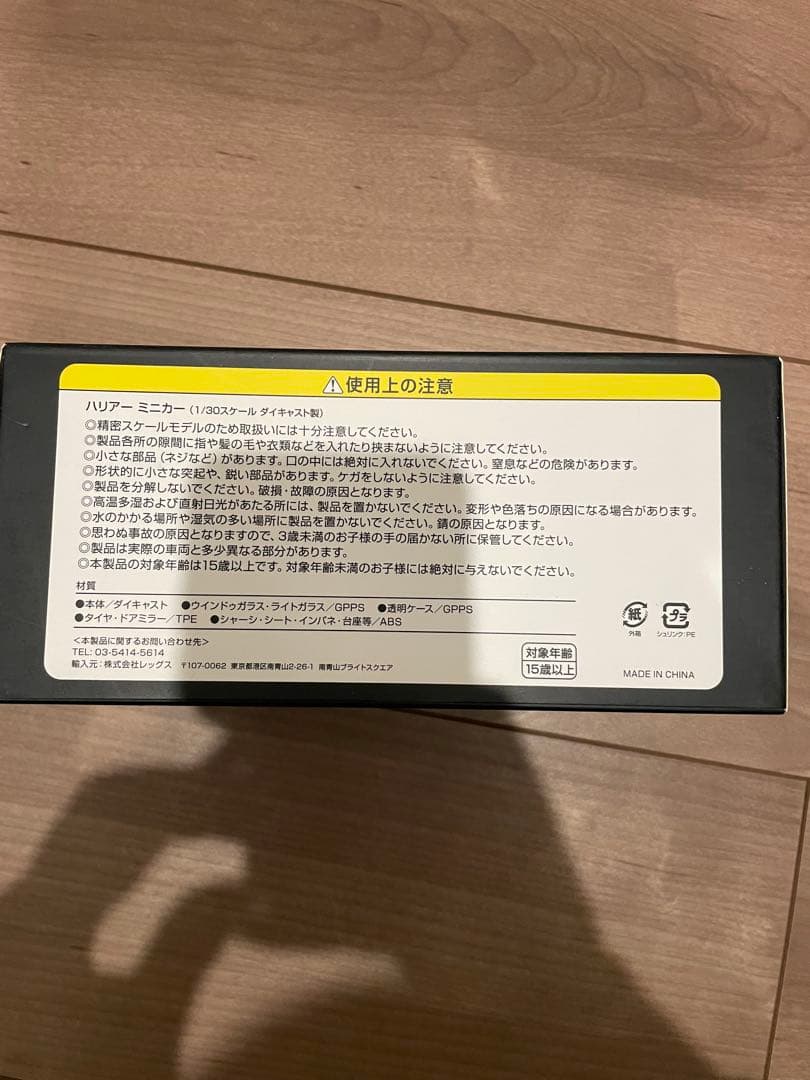 ⚠使用上の注意
ハリアー ミニカー（1/30スケール ダイキャスト製）
◎精密スケールモデルのため取扱いには十分注意してください。
◎製品各所の隙間に指や髪の毛や衣類などを入れたり挟まないように注意してください。
◎小さな部品（ネジなど）があります。口の中には絶対に入れないでください。窒息などの危険があります。
◎形状的に小さな突起や、鋭い部品があります。ケガをしないように注意してください。
◎製品を分解しないでください。破損・故障の原因となります。
◎高温多湿および直射日光があたる所には、製品を置かないでください。変形や色落ちの原因になる場合があります。
◎水のかかる場所や湿気の多い場所に製品を置かないでください。錆の原因となります。
◎思わぬ事故の原因となりますので、3歳未満のお子様の手の届かない所に保管してください。
◎製品は実際の車両と多少異なる部分があります。
◎本製品の対象年齢は15歳以上です。対象年齢未満のお子様には絶対に与えないでください。
材質
●本体/ダイキャスト ●ウインドゥガラス・ライトガラス/GPPS ●透明ケース/GPPS
●タイヤ・ドアミラー/TPE ●シャーシ・シート・インパネ・台座等/ABS
<本製品に関するお問い合わせ先>
TEL: 03-5414-5614
輸入元：株式会社レッグス 〒107-0062 東京都港区南青山2-26-1 南青山ブライトスクエア
対象年齢
15歳以上
紙
外箱
プラ
シュリンク:PE
MADE IN CHINA